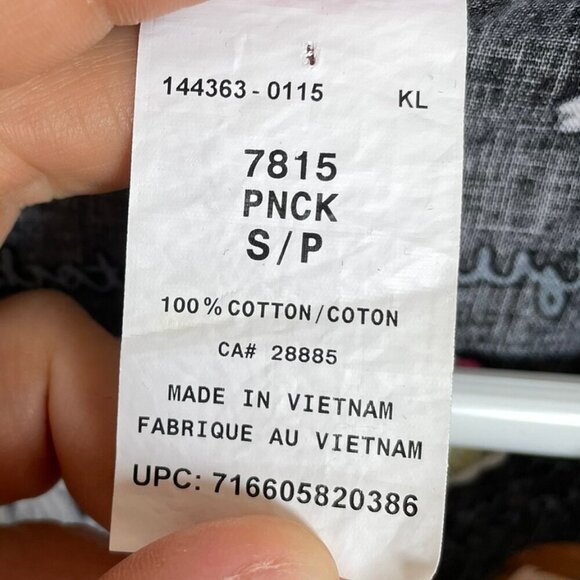 144363-0115 KL
7815
PNCK
S/P
100% COTTON/COTON
CA# 28885
MADE IN VIETNAM
FABRIQUE AU VIETNAM
UPC: 716605820386